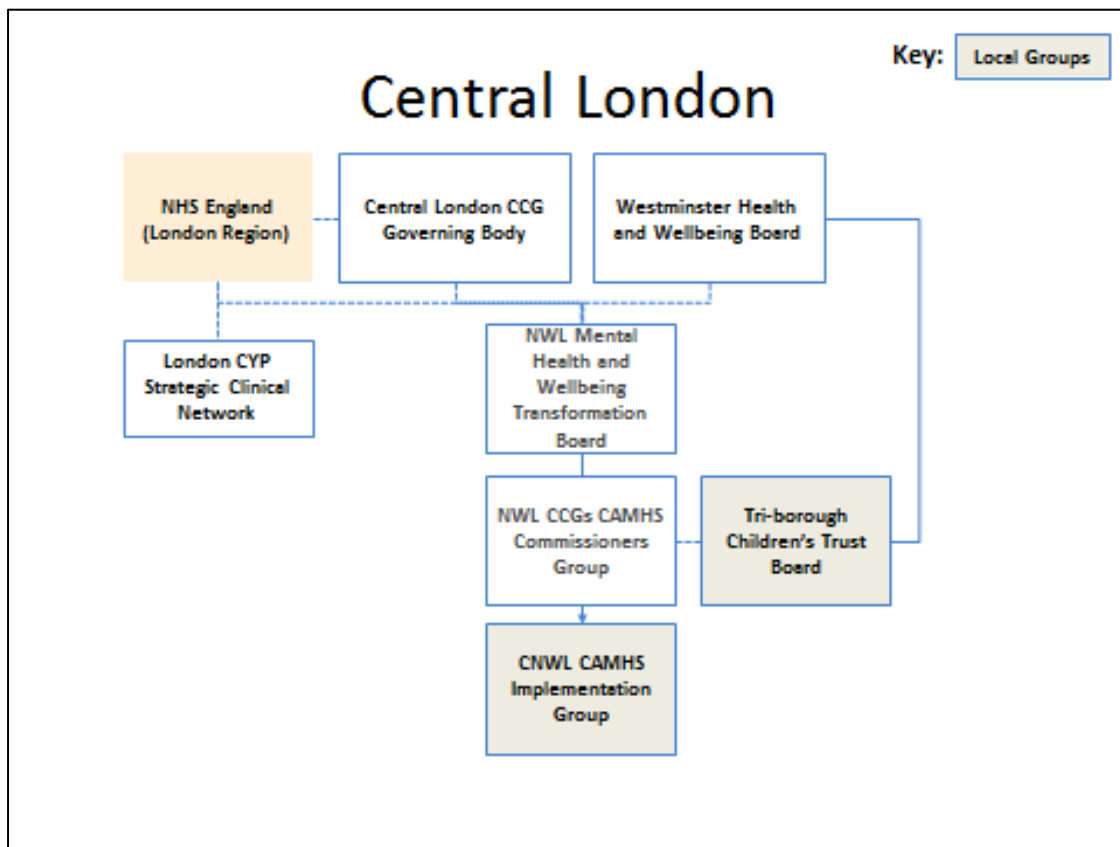 Key:
Local Groups
Central London
NHS England
(London Region)
Central London CCG
Governing Body
Westminster Health
and Wellbeing Board
London CYP
Strategic Clinical
Network
NWL Mental
Health and
Wellbeing
Transformation
Board
NWL CCGs CAMHS
Commissioners
Group
Tri-borough
Children's Trust
Board
CNWL CAMHS
Implementation
Group